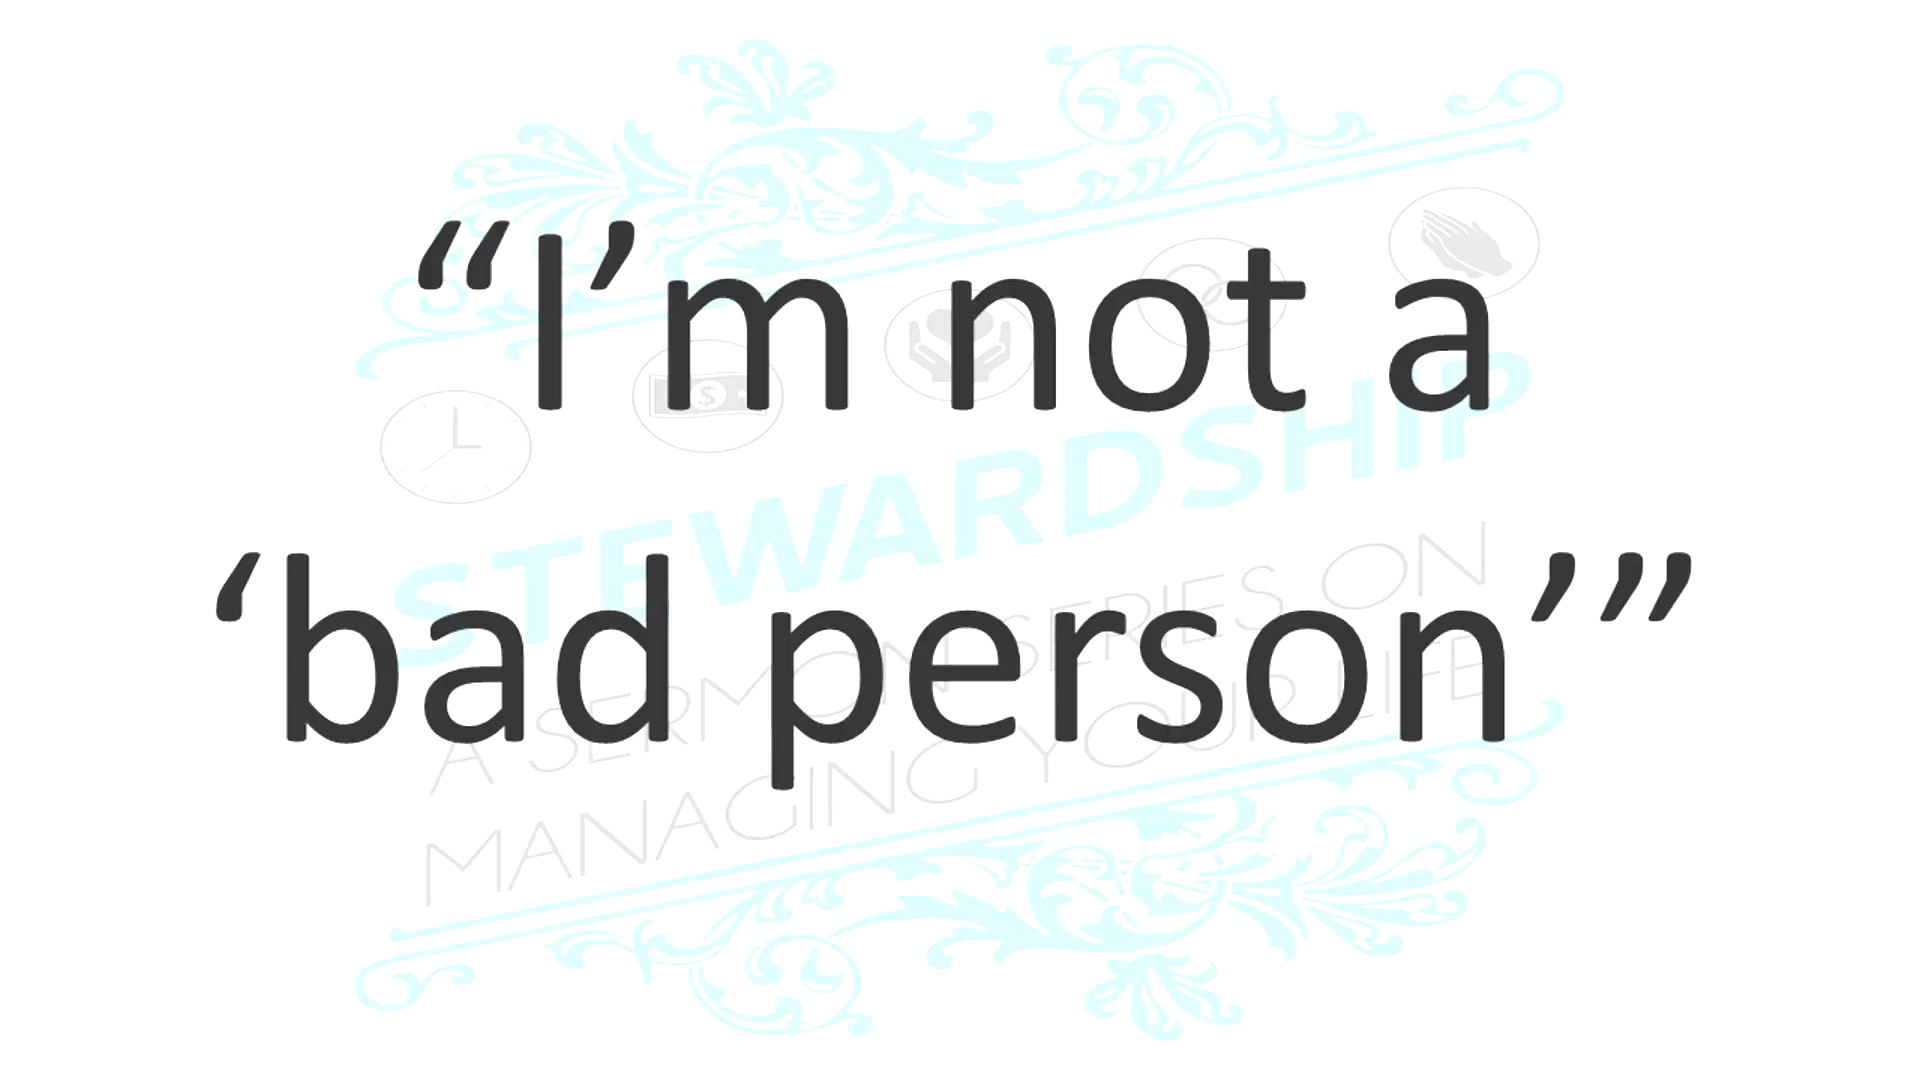 “I’m not a
‘bad person’”
STEWARDSHIP
A SERMON SERIES ON
MANAGING YOUR LIFE
$